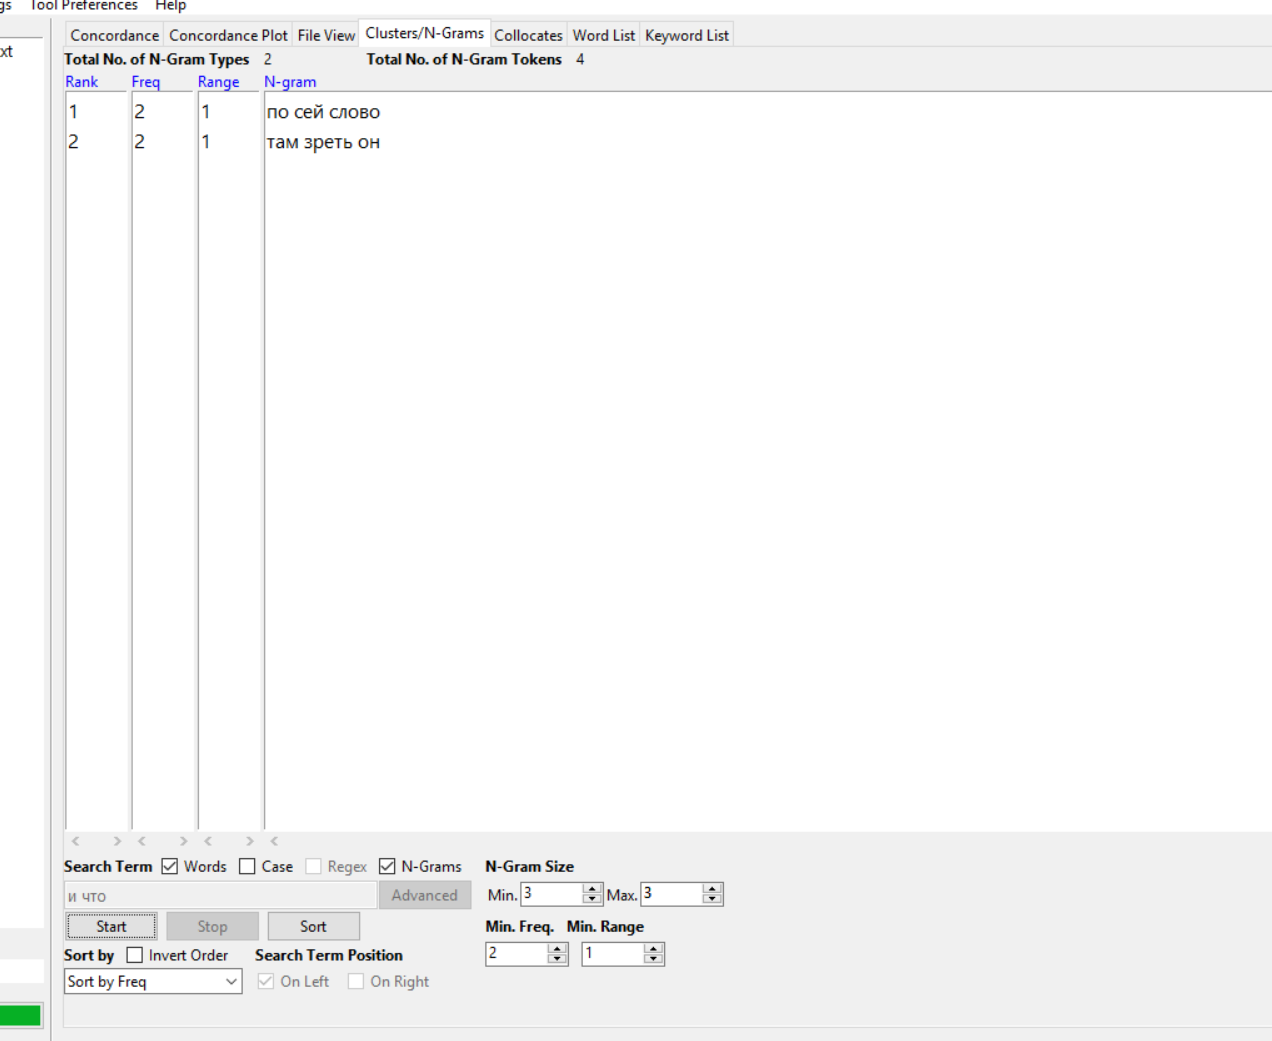 gs Tool Preferences Help
xt
Concordance Concordance Plot File View Clusters/N-Grams Collocates Word List Keyword List
Total No. of N-Gram Types 2 Total No. of N-Gram Tokens 4
Rank Freq Range N-gram
1 2 1 по сей слово
2 2 1 там зреть он
Search Term Words Case Regex N-Grams N-Gram Size
и что Advanced Min. 3 Max. 3
Start Stop Sort Min. Freq. Min. Range
Sort by Invert Order Search Term Position 2 1
Sort by Freq On Left On Right